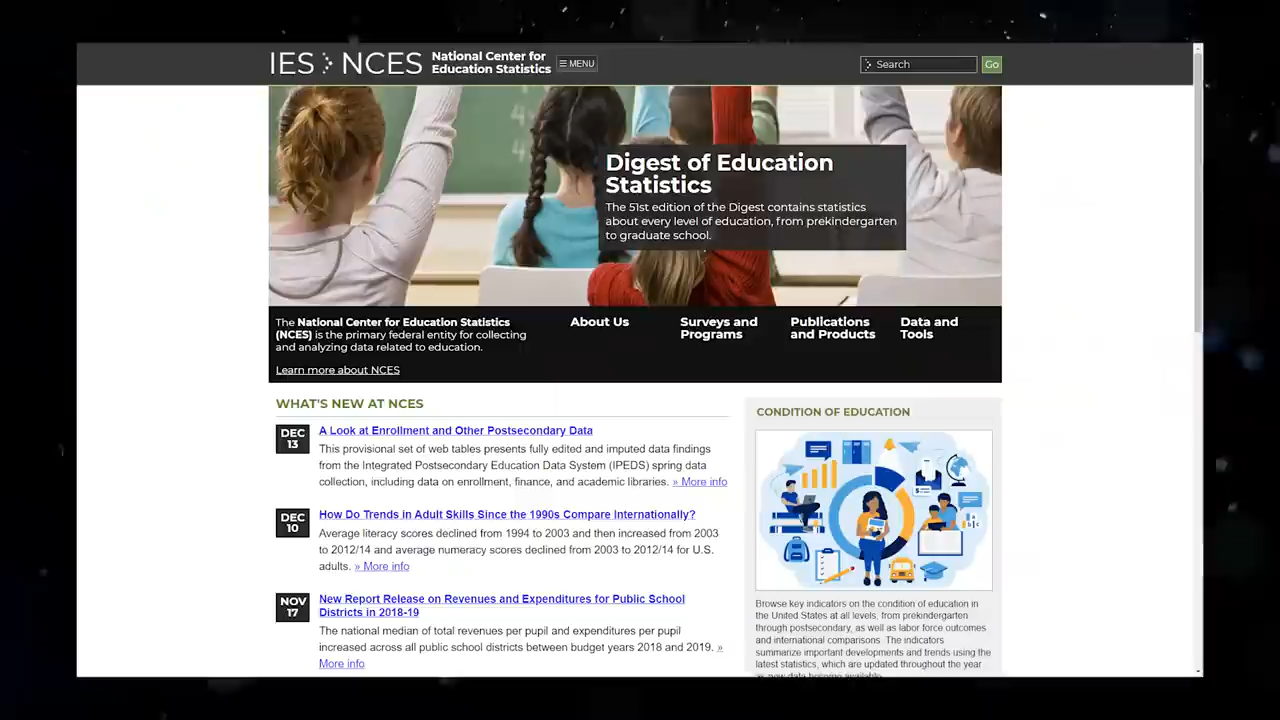 IES NCES
National Center for
Education Statistics
☰ MENU
Search
Go
Digest of Education
Statistics
The 51st edition of the Digest contains statistics
about every level of education, from prekindergarten
to graduate school.
The National Center for Education Statistics
(NCES) is the primary federal entity for collecting
and analyzing data related to education.
Learn more about NCES
About Us
Surveys and
Programs
Publications
and Products
Data and
Tools
WHAT'S NEW AT NCES
DEC
13
A Look at Enrollment and Other Postsecondary Data
This provisional set of web tables presents fully edited and imputed data findings
from the Integrated Postsecondary Education Data System (IPEDS) spring data
collection, including data on enrollment, finance, and academic libraries. » More info
DEC
10
How Do Trends in Adult Skills Since the 1990s Compare Internationally?
Average literacy scores declined from 1994 to 2003 and then increased from 2003
to 2012/14 and average numeracy scores declined from 2003 to 2012/14 for U.S.
adults. » More info
NOV
17
New Report Release on Revenues and Expenditures for Public School
Districts in 2018-19
The national median of total revenues per pupil and expenditures per pupil
increased across all public school districts between budget years 2018 and 2019. »
More info
CONDITION OF EDUCATION
Browse key indicators on the condition of education in
the United States at all levels, from prekindergarten
through postsecondary, as well as labor force outcomes
and international comparisons. The indicators
summarize important developments and trends using the
latest statistics, which are updated throughout the year
as new data become available.